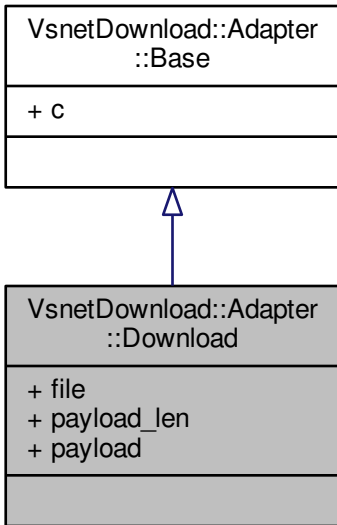 VsnetDownload::Adapter
::Base
+ c
VsnetDownload::Adapter
::Download
+ file
+ payload_len
+ payload